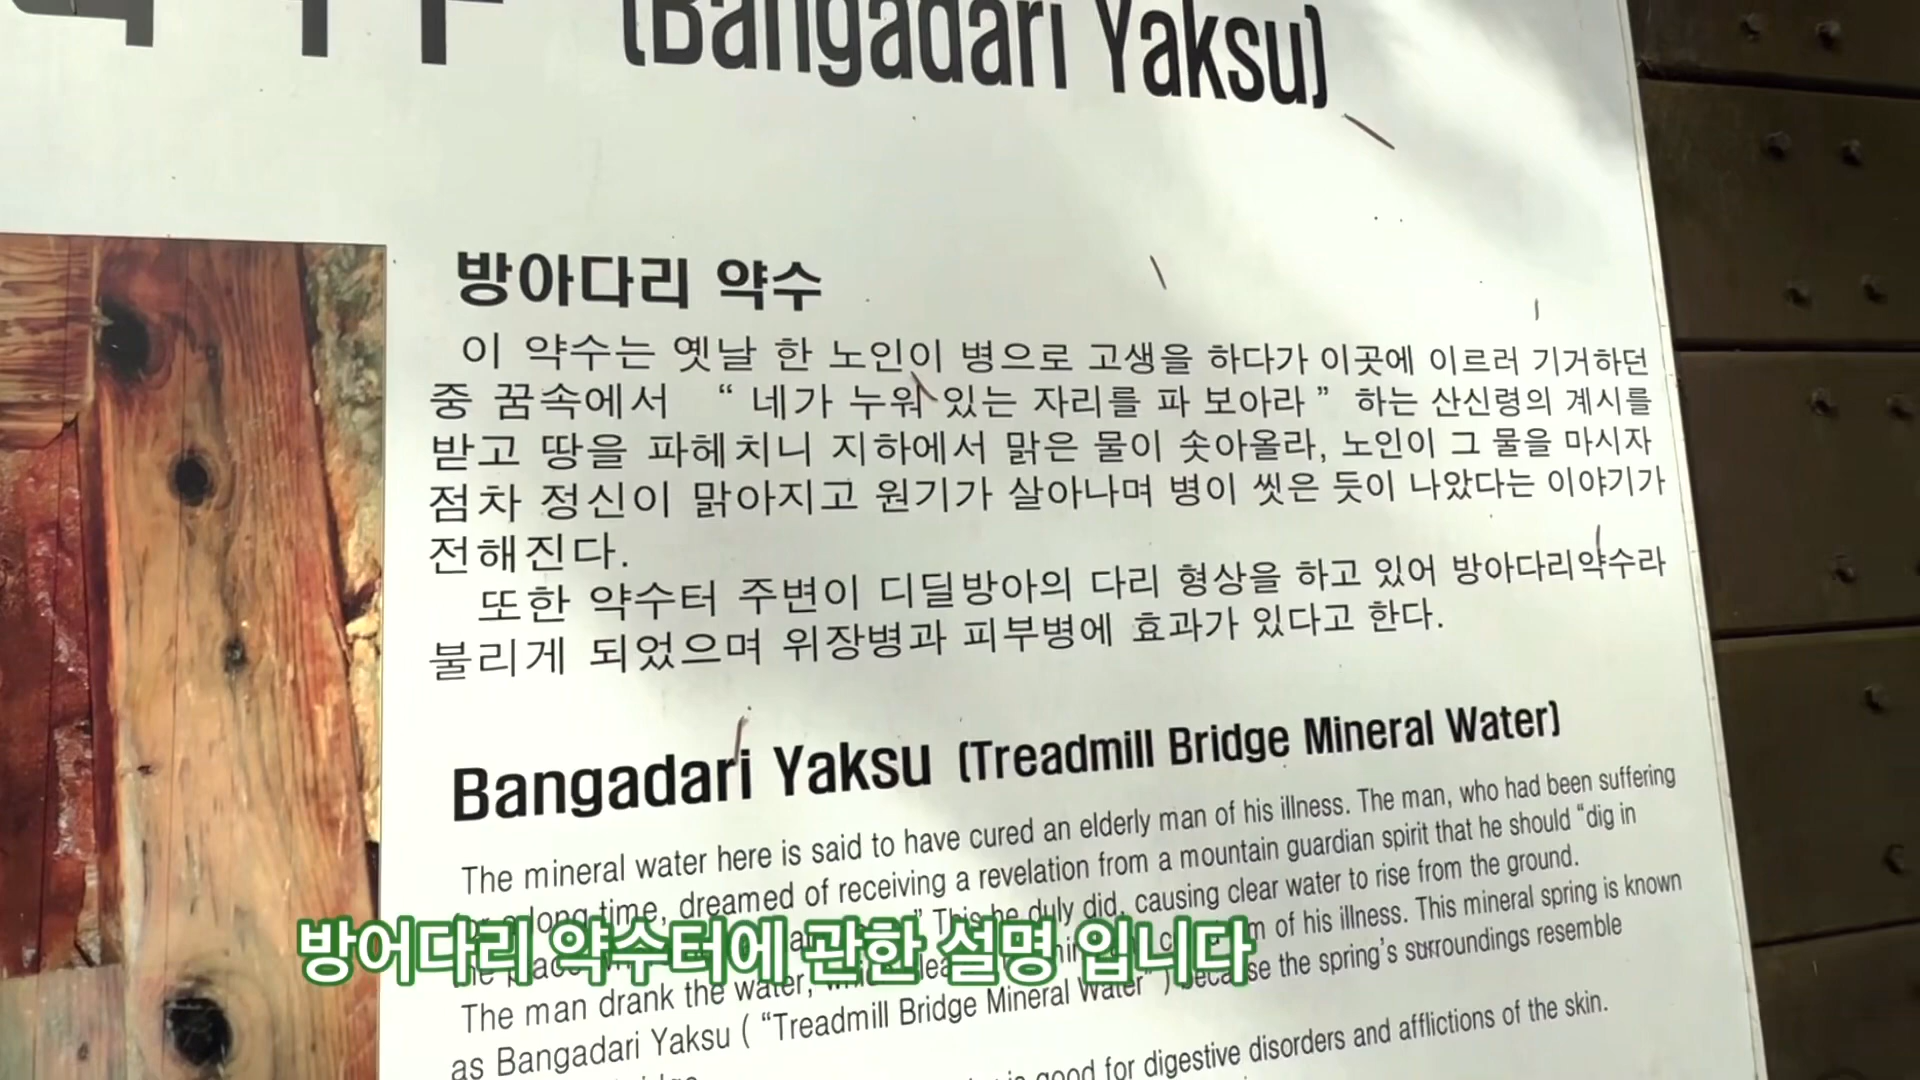 (Bangadari Yaksu)
방아다리 약수
이 약수는 옛날 한 노인이 병으로 고생을 하다가 이곳에 이르러 기거하던
중 꿈속에서 “ 네가 누워 있는 자리를 파 보아라 ” 하는 산신령의 계시를
받고 땅을 파헤치니 지하에서 맑은 물이 솟아올라, 노인이 그 물을 마시자
점차 정신이 맑아지고 원기가 살아나며 병이 씻은 듯이 나았다는 이야기가
전해진다.
또한 약수터 주변이 디딜방아의 다리 형상을 하고 있어 방아다리약수라
불리게 되었으며 위장병과 피부병에 효과가 있다고 한다.
Bangadari Yaksu (Treadmill Bridge Mineral Water)
The mineral water here is said to have cured an elderly man of his illness. The man, who had been suffering
long time, dreamed of receiving a revelation from a mountain guardian spirit that he should “dig in
This he duly did, causing clear water to rise from the ground.
The man drank the water, of his illness. This mineral spring is known
as Bangadari Yaksu ( “Treadmill Bridge Mineral Water” ) because the spring's surroundings resemble
good for digestive disorders and afflictions of the skin.
방어다리 약수터에 관한 설명 입니다